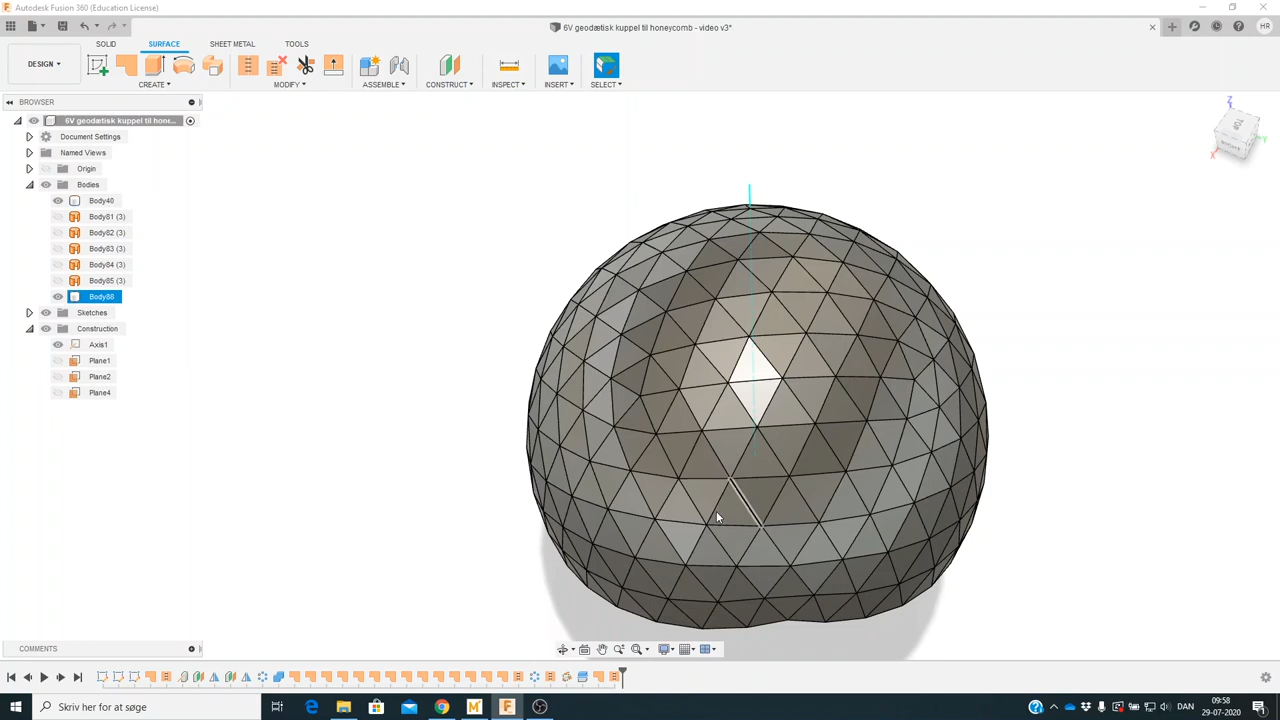 Autodesk Fusion 360 (Education License)
6V geodætisk kuppel til honeycomb - video v3*
HR
SOLID
SURFACE
SHEET METAL
TOOLS
DESIGN
CREATE
MODIFY
ASSEMBLE
CONSTRUCT
INSPECT
INSERT
SELECT
BROWSER
6V geodætisk kuppel til hone...
Document Settings
Named Views
Origin
Bodies
Body40
Body81 (3)
Body82 (3)
Body83 (3)
Body84 (3)
Body85 (3)
Body86
Sketches
Construction
Axis1
Plane1
Plane2
Plane4
Z
X
Y
COMMENTS
Skriv her for at søge
DAN
09:58
29-07-2020